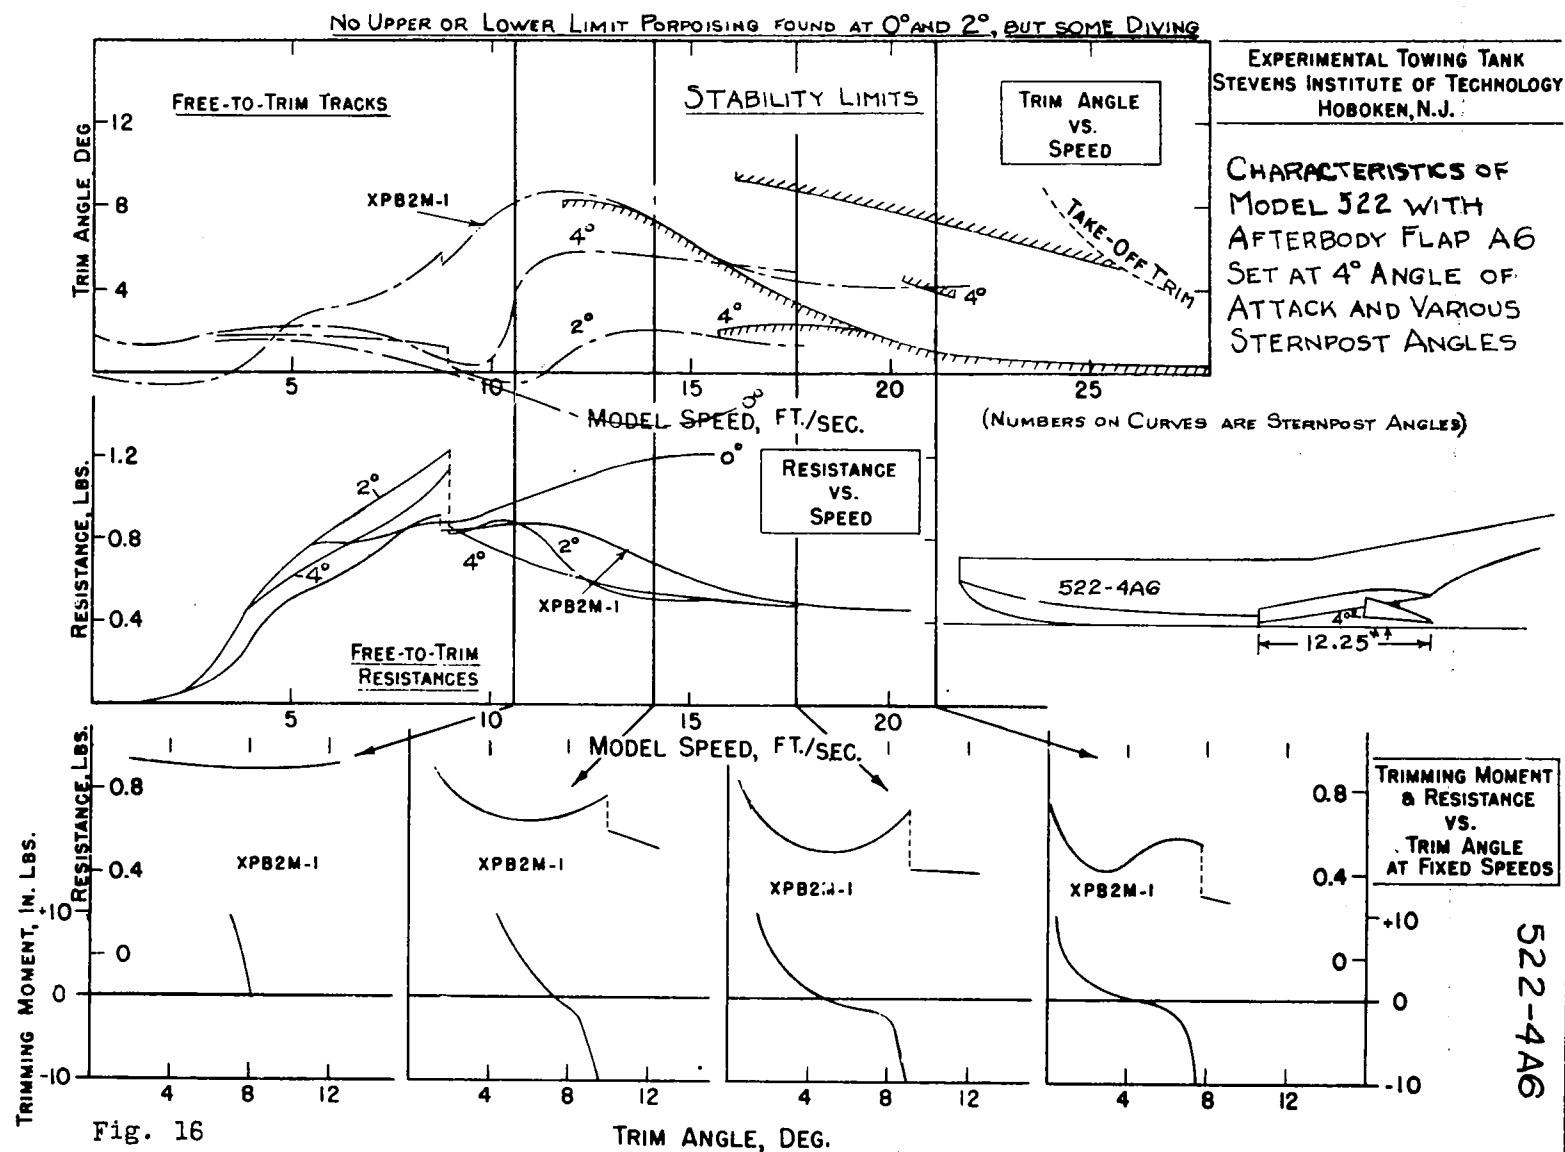 NO UPPER OR LOWER LIMIT PORPOISING FOUND AT 0° AND 2°, BUT SOME DIVING
EXPERIMENTAL TOWING TANK
STEVENS INSTITUTE OF TECHNOLOGY
HOBOKEN, N.J.
CHARACTERISTICS OF
MODEL 522 WITH
AFTERBODY FLAP A6
SET AT 4° ANGLE OF
ATTACK AND VARIOUS
STERNPOST ANGLES
FREE-TO-TRIM TRACKS
STABILITY LIMITS
TRIM ANGLE
VS.
SPEED
TRIM ANGLE DEG
12
8
4
XPB2M-1
4°
4°
2°
4°
0°
TAKE-OFF TRIM
5
10
15
20
25
MODEL SPEED, FT./SEC.
(NUMBERS ON CURVES ARE STERNPOST ANGLES)
RESISTANCE, LBS.
1.2
0.8
0.4
2°
4°
0°
2°
4°
XPB2M-1
RESISTANCE
VS.
SPEED
FREE-TO-TRIM
RESISTANCES
522-4A6
4°
12.25"
5
10
15
20
MODEL SPEED, FT./SEC.
RESISTANCE, LBS.
0.8
0.4
XPB2M-1
XPB2M-1
XPB2M-1
XPB2M-1
0.8
0.4
TRIMMING MOMENT
& RESISTANCE
VS.
TRIM ANGLE
AT FIXED SPEEDS
TRIMMING MOMENT, IN. LBS.
+10
0
0
-10
+10
0
0
-10
4
8
12
4
8
12
4
8
12
4
8
12
TRIM ANGLE, DEG.
Fig. 16
522-4A6